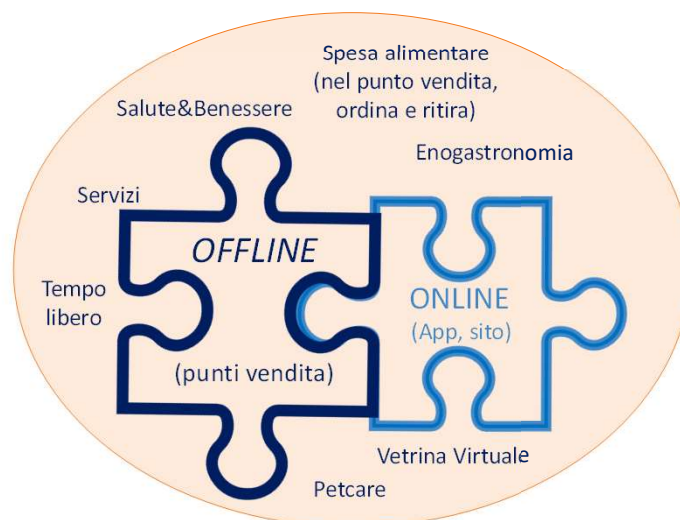 Spesa alimentare
(nel punto vendita,
ordina e ritira)
Salute&Benessere
Enogastronomia
Servizi
OFFLINE
Tempo
libero
ONLINE
(App, sito)
(punti vendita)
Vetrina Virtuale
Petcare